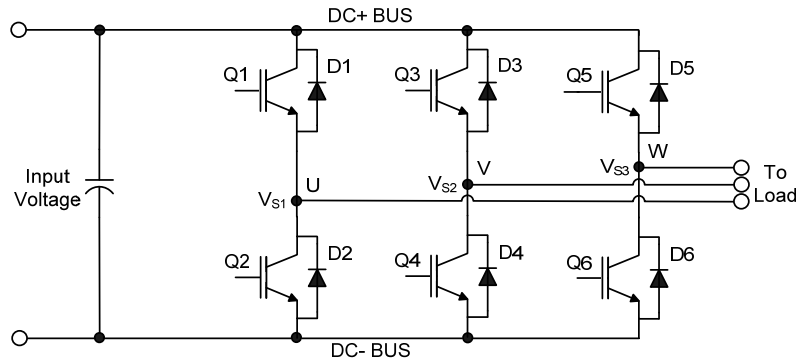 DC+ BUS
Q1
D1
Q3
D3
Q5
D5
Input
Voltage
U
VS1
V
VS2
W
VS3
To
Load
Q2
D2
Q4
D4
Q6
D6
DC- BUS